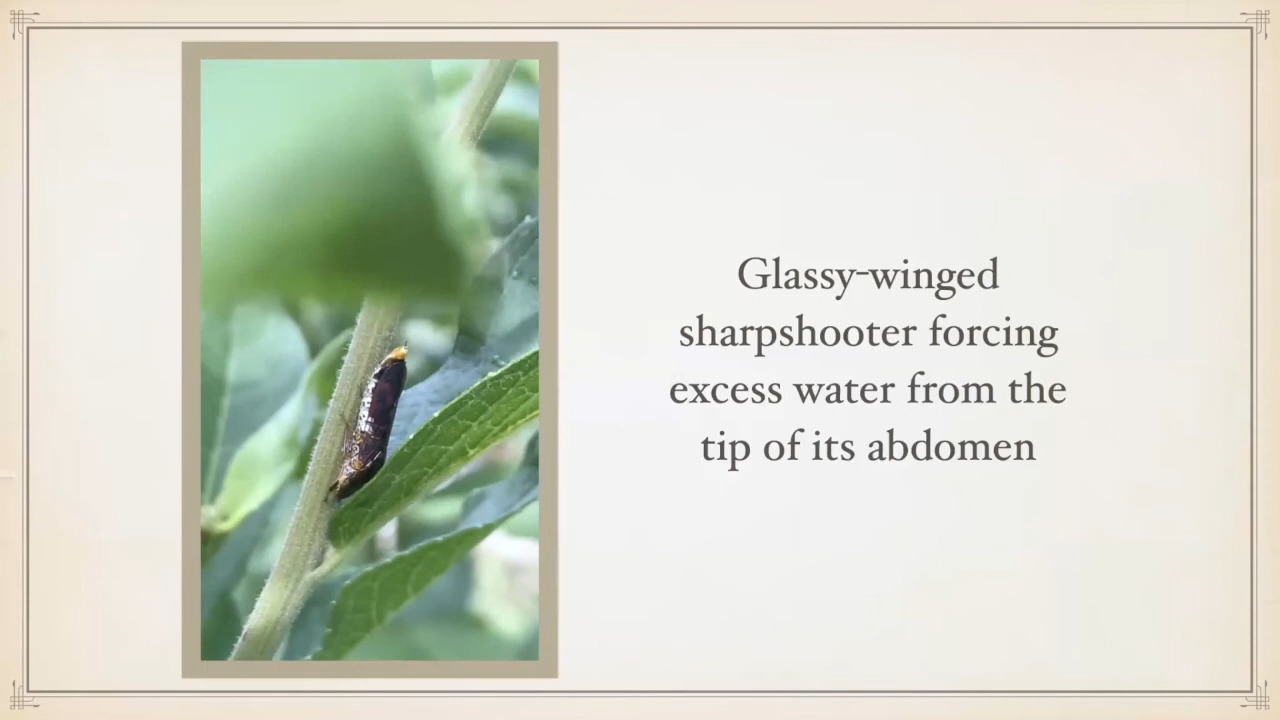 Glassy-winged
sharpshooter forcing
excess water from the
tip of its abdomen